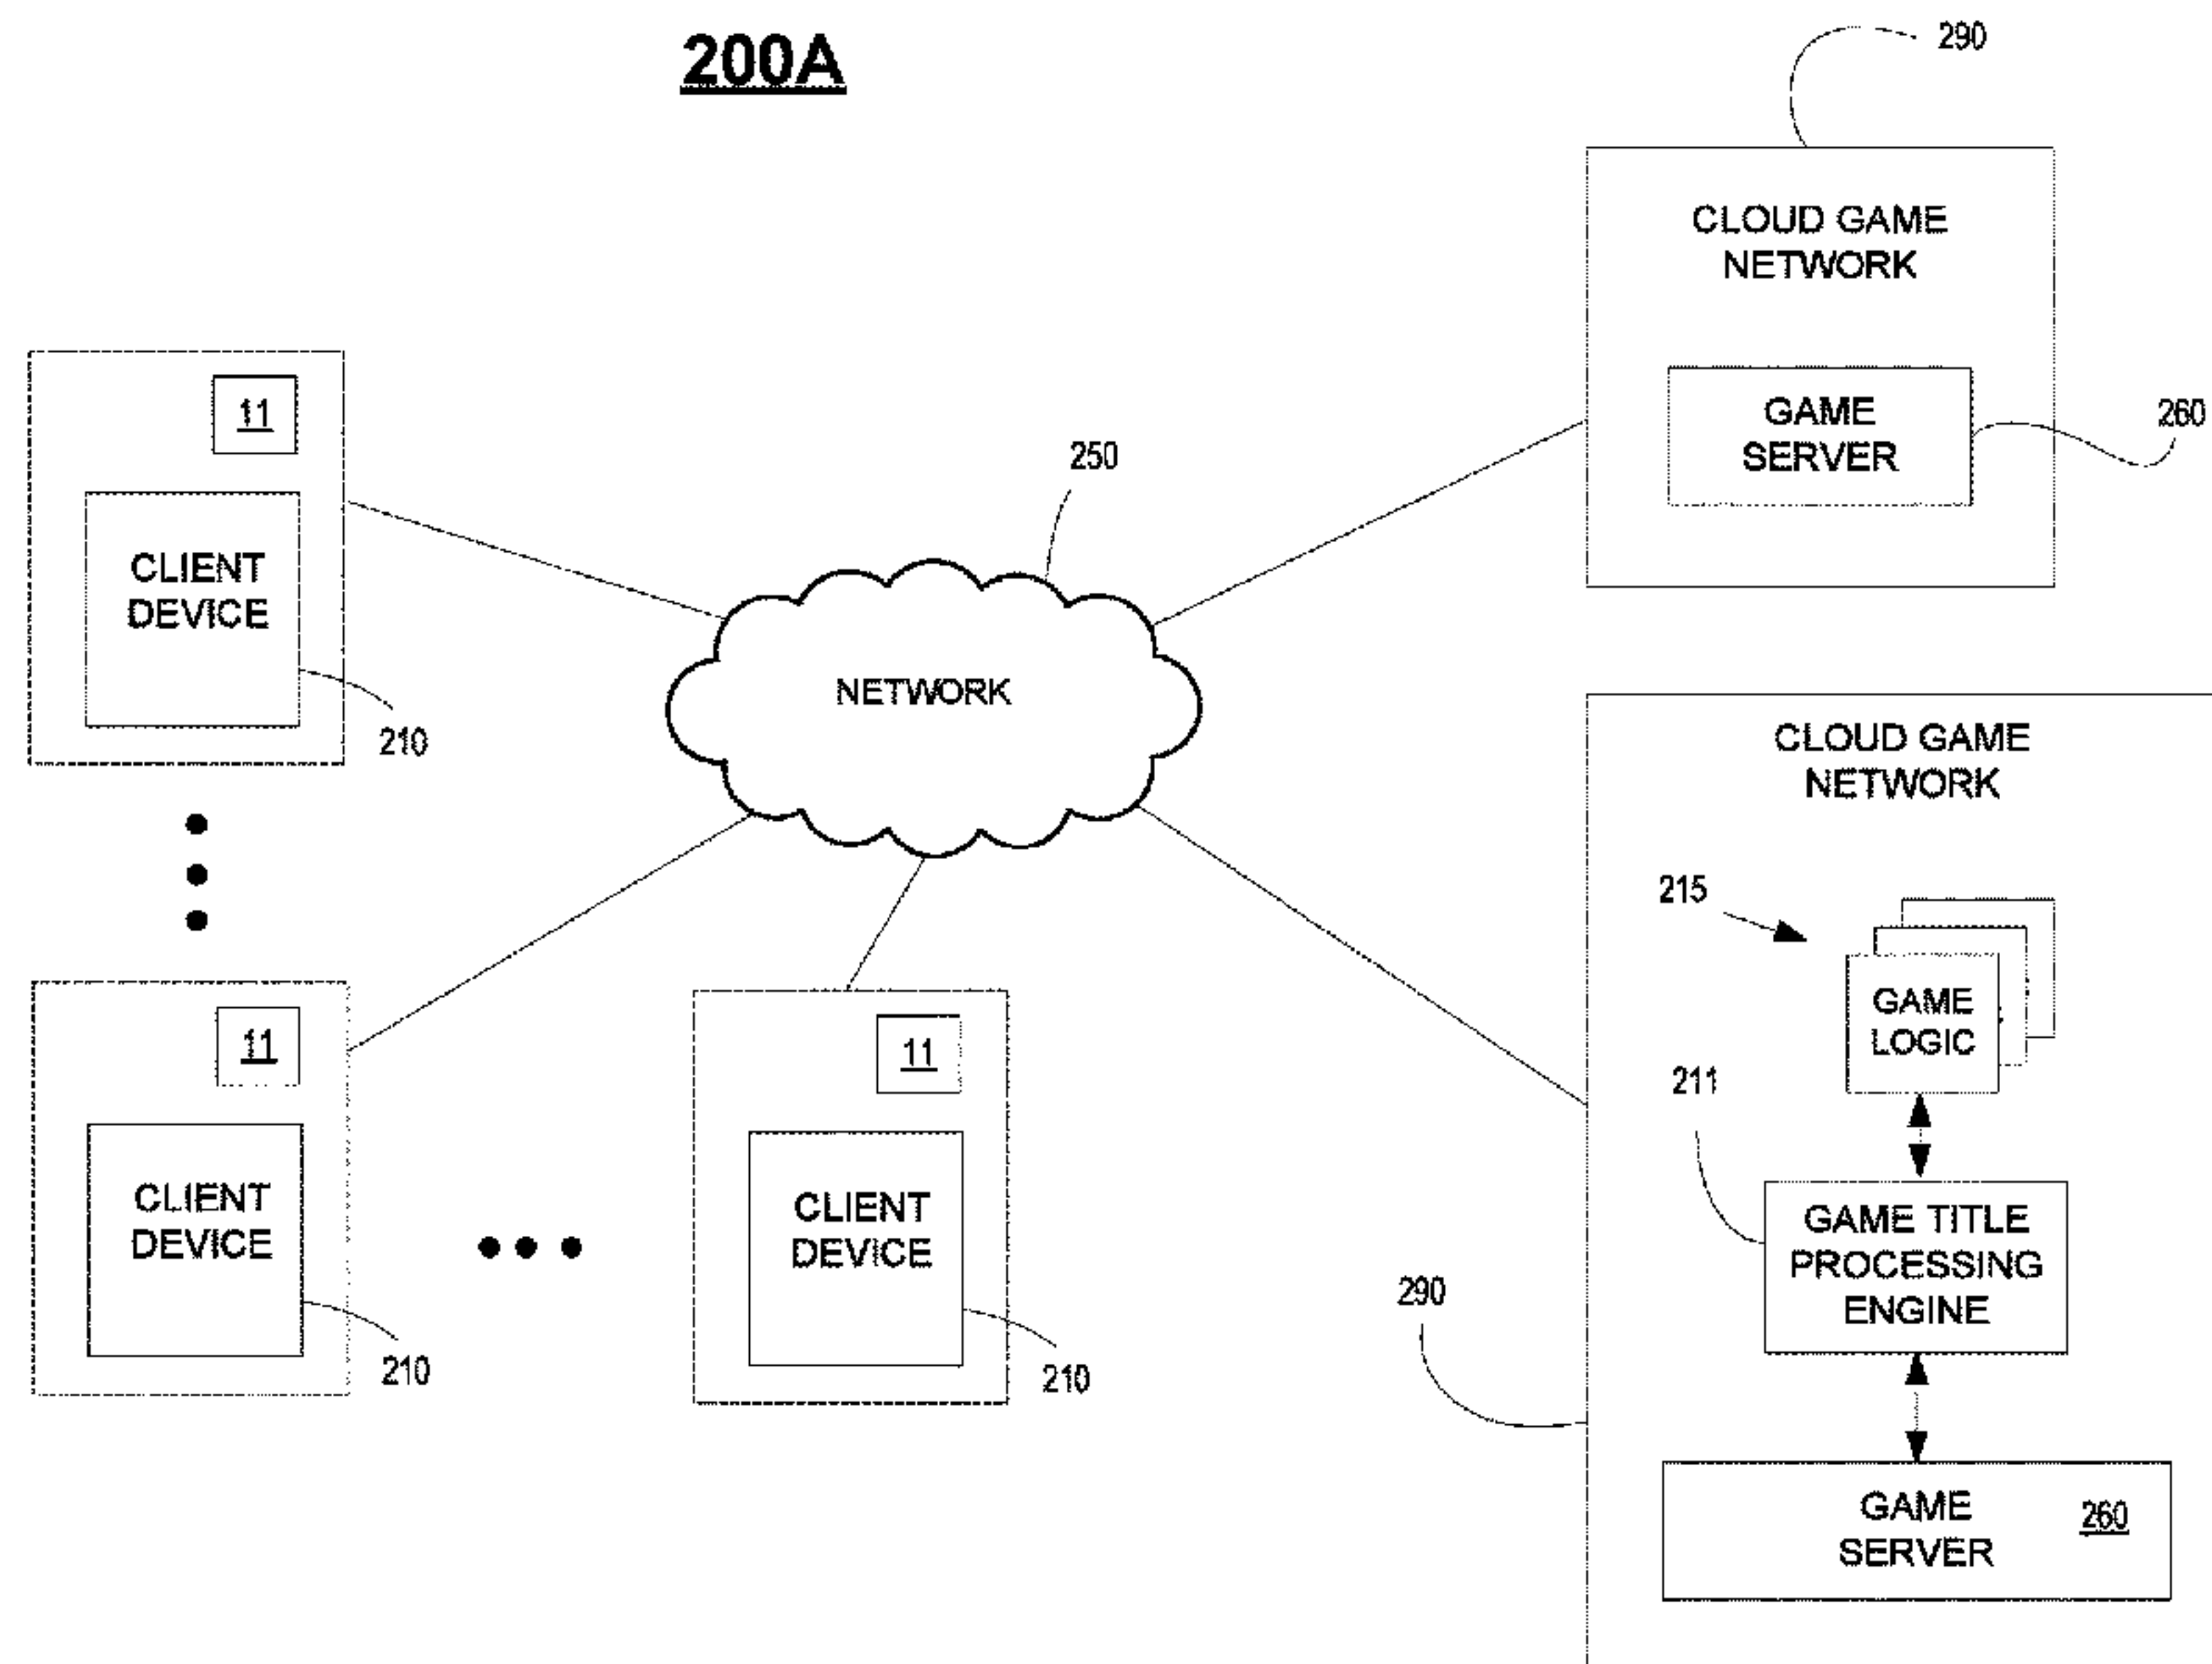 200A
290
CLOUD GAME
NETWORK
GAME
SERVER
260
11
CLIENT
DEVICE
210
250
NETWORK
CLOUD GAME
NETWORK
215
GAME
LOGIC
211
GAME TITLE
PROCESSING
ENGINE
290
GAME
SERVER
260
11
CLIENT
DEVICE
210
11
CLIENT
DEVICE
210